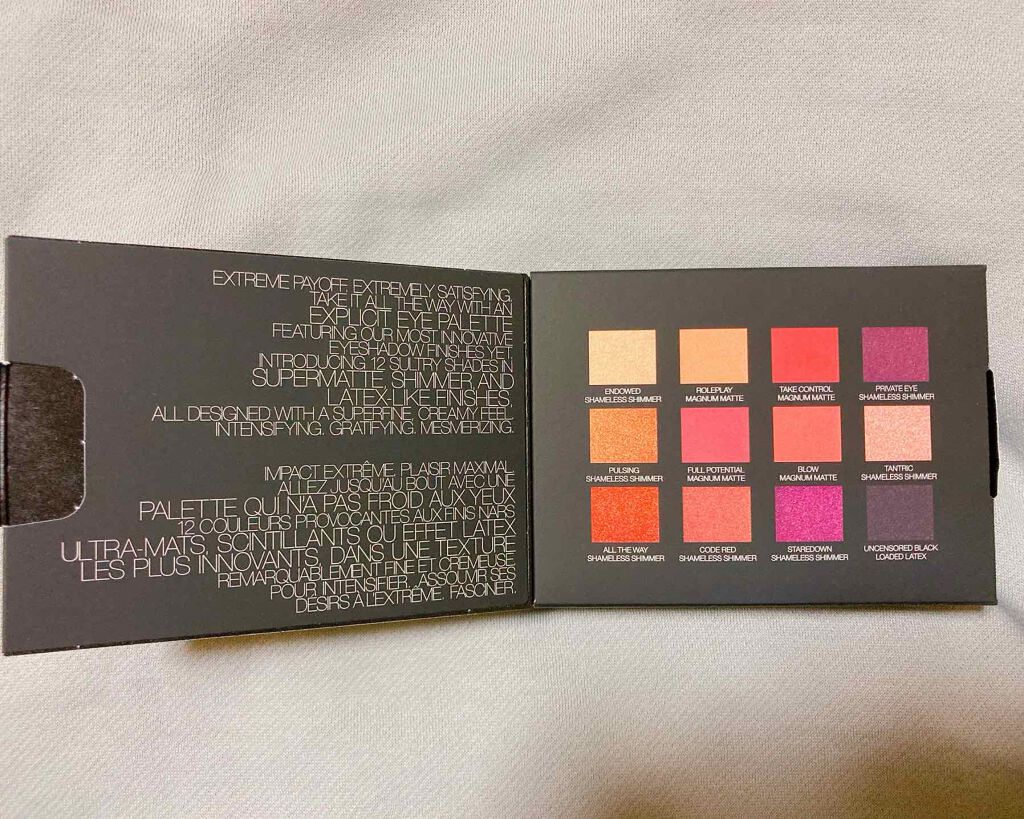 EXTREME PAYOFF. EXTREMELY SATISFYING.
TAKE IT ALL THE WAY WITH AN
EXPLICIT EYE PALETTE
FEATURING OUR MOST INNOVATIVE
EYESHADOW FINISHES YET.
INTRODUCING 12 SULTRY SHADES IN
SUPERMATTE, SHIMMER AND
LATEX-LIKE FINISHES.
ALL DESIGNED WITH A SUPERFINE, CREAMY FEEL.
INTENSIFYING. GRATIFYING. MESMERIZING.
IMPACT EXTRÊME. PLAISIR MAXIMAL.
ALLEZ JUSQU'AU BOUT AVEC UNE
PALETTE QUI N'A PAS FROID AUX YEUX
12 COULEURS PROVOCANTES AUX FINIS NARS
ULTRA-MATS, SCINTILLANTS OU EFFET LATEX
LES PLUS INNOVANTS, DANS UNE TEXTURE
REMARQUABLEMENT FINE ET CRÉMEUSE
POUR INTENSIFIER. ASSOUVIR SES
DÉSIRS À L'EXTRÊME. FASCINER.
ENDOWED
SHAMELESS SHIMMER
ROLEPLAY
MAGNUM MATTE
TAKE CONTROL
MAGNUM MATTE
PRIVATE EYE
SHAMELESS SHIMMER
PULSING
SHAMELESS SHIMMER
FULL POTENTIAL
MAGNUM MATTE
BLOW
MAGNUM MATTE
TANTRIC
SHAMELESS SHIMMER
ALL THE WAY
SHAMELESS SHIMMER
CODE RED
SHAMELESS SHIMMER
STAREDOWN
SHAMELESS SHIMMER
UNCENSORED BLACK
LOADED LATEX